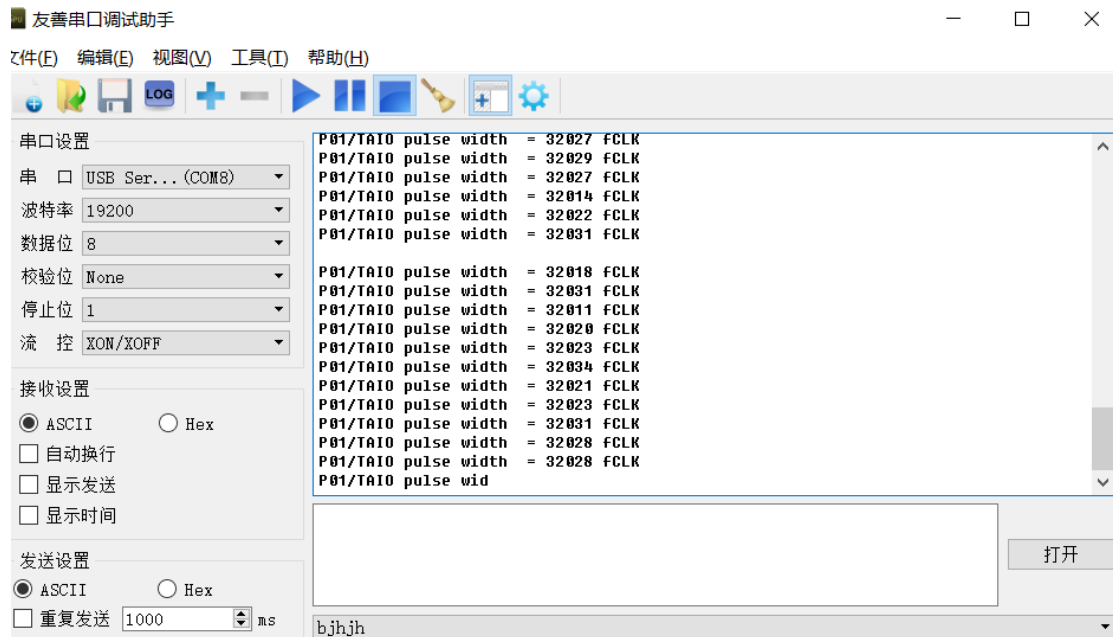 友善串口调试助手
文件(F) 编辑(E) 视图(V) 工具(T) 帮助(H)
LOG
串口设置
串 口 USB Ser...(COM8)
波特率 19200
数据位 8
校验位 None
停止位 1
流 控 XON/XOFF
接收设置
ASCII Hex
自动换行
显示发送
显示时间
发送设置
ASCII Hex
重复发送 1000 ms
P01/TAIO pulse width = 32027 fCLK
P01/TAIO pulse width = 32029 fCLK
P01/TAIO pulse width = 32027 fCLK
P01/TAIO pulse width = 32014 fCLK
P01/TAIO pulse width = 32022 fCLK
P01/TAIO pulse width = 32031 fCLK
P01/TAIO pulse width = 32018 fCLK
P01/TAIO pulse width = 32031 fCLK
P01/TAIO pulse width = 32011 fCLK
P01/TAIO pulse width = 32020 fCLK
P01/TAIO pulse width = 32023 fCLK
P01/TAIO pulse width = 32034 fCLK
P01/TAIO pulse width = 32021 fCLK
P01/TAIO pulse width = 32023 fCLK
P01/TAIO pulse width = 32031 fCLK
P01/TAIO pulse width = 32028 fCLK
P01/TAIO pulse width = 32028 fCLK
P01/TAIO pulse wid
打开
bjhjh